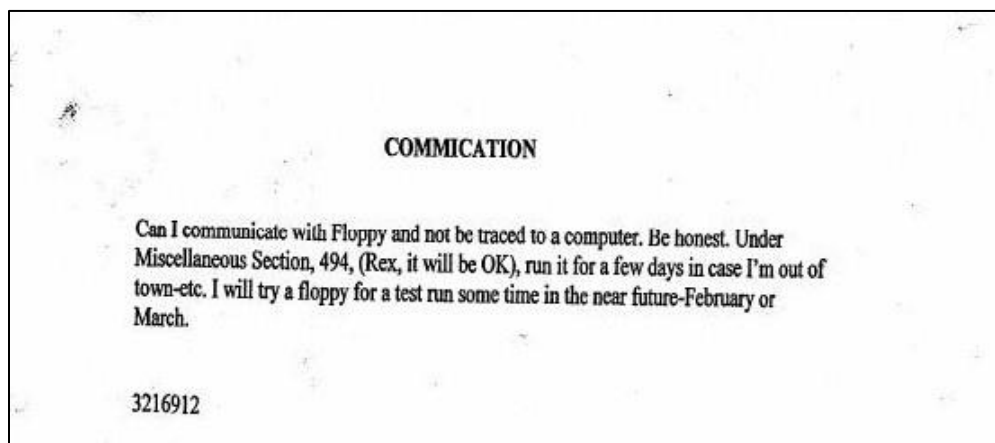 COMMICATION
Can I communicate with Floppy and not be traced to a computer. Be honest. Under
Miscellaneous Section, 494, (Rex, it will be OK), run it for a few days in case I'm out of
town-etc. I will try a floppy for a test run some time in the near future-February or
March.
3216912